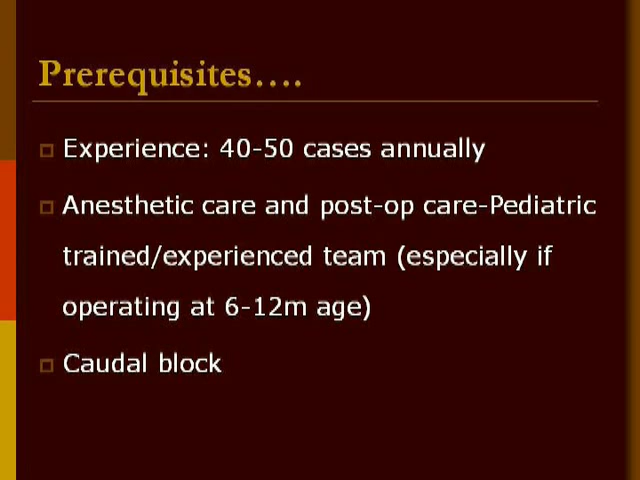 Prerequisites….
Experience: 40-50 cases annually
Anesthetic care and post-op care-Pediatric
trained/experienced team (especially if
operating at 6-12m age)
Caudal block